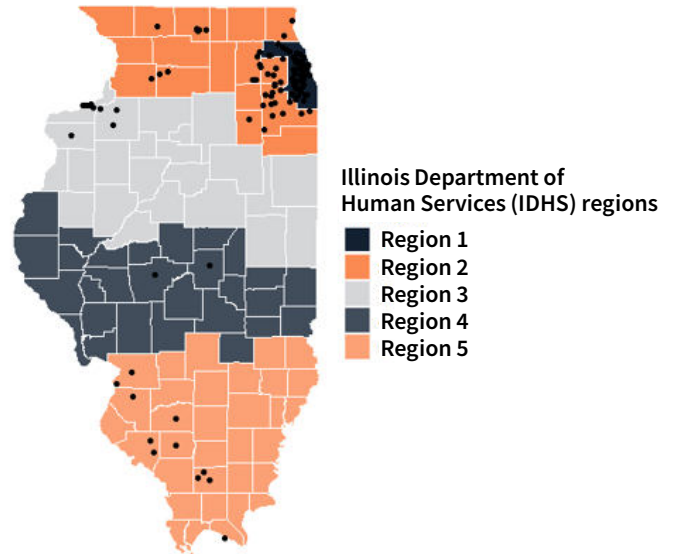 Illinois Department of
Human Services (IDHS) regions
Region 1
Region 2
Region 3
Region 4
Region 5